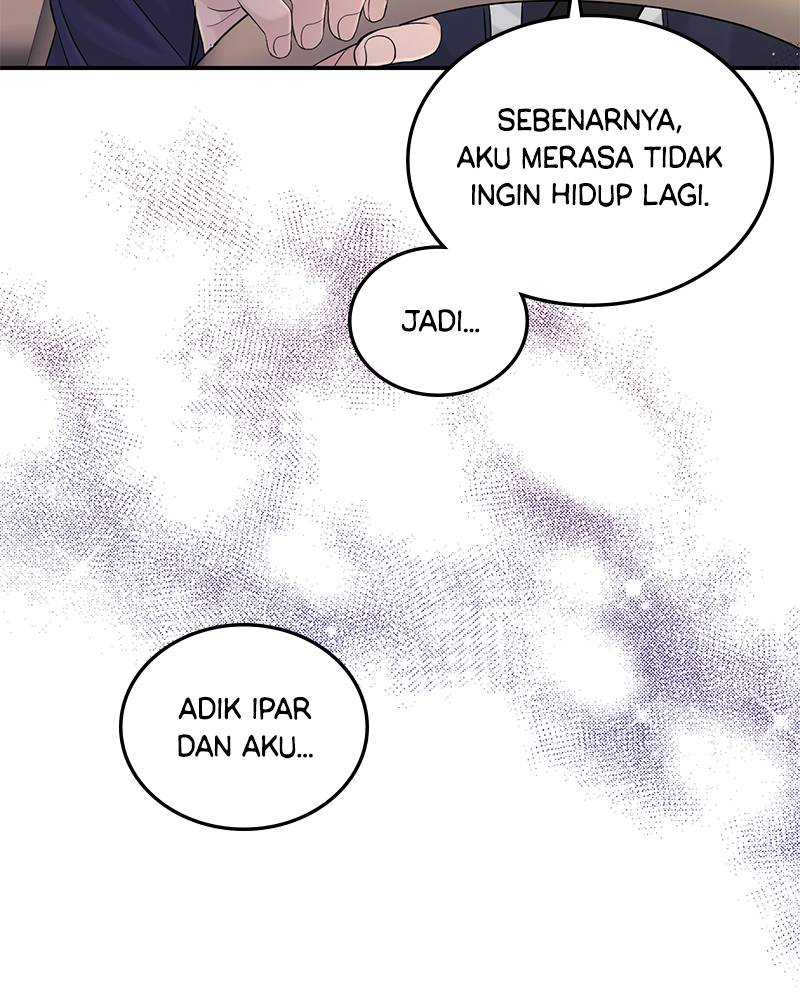 SEBENARNYA,
AKU MERASA TIDAK
INGIN HIDUP LAGI.
JADI...
ADIK IPAR
DAN AKU...